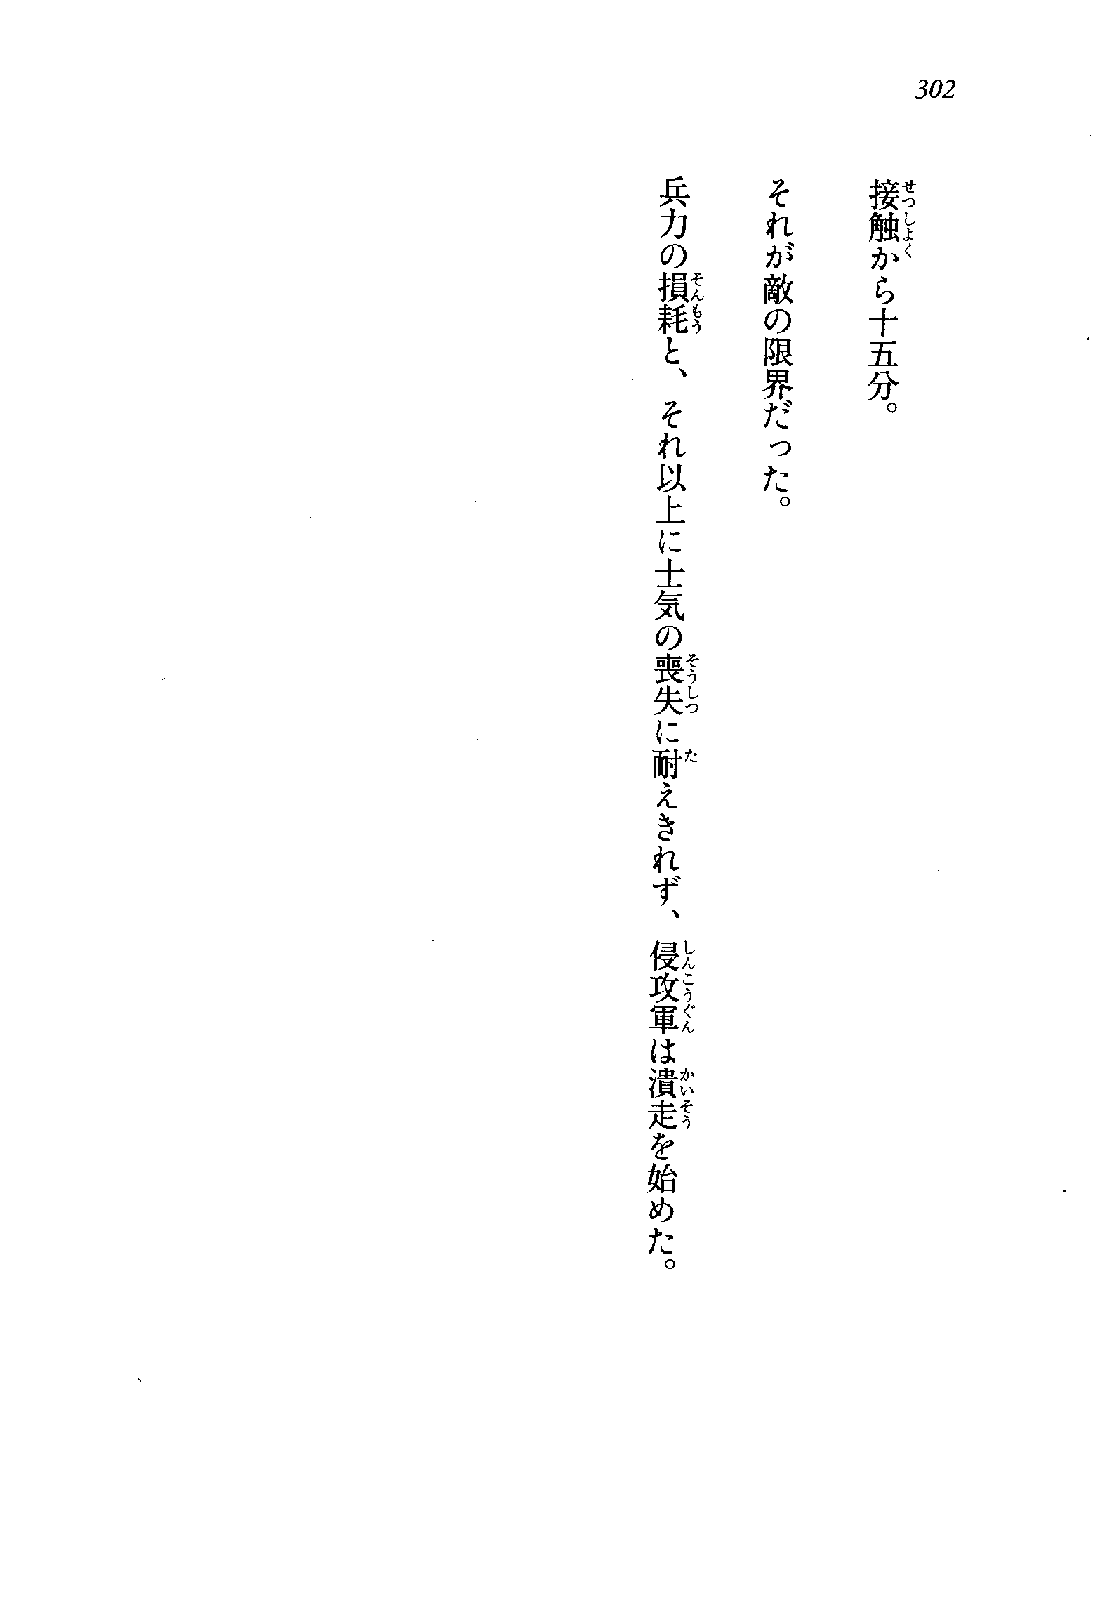 302
接触から十五分。
それが敵の限界だった。
兵力の損耗と、それ以上に士気の喪失に耐えきれず、侵攻軍は潰走を始めた。